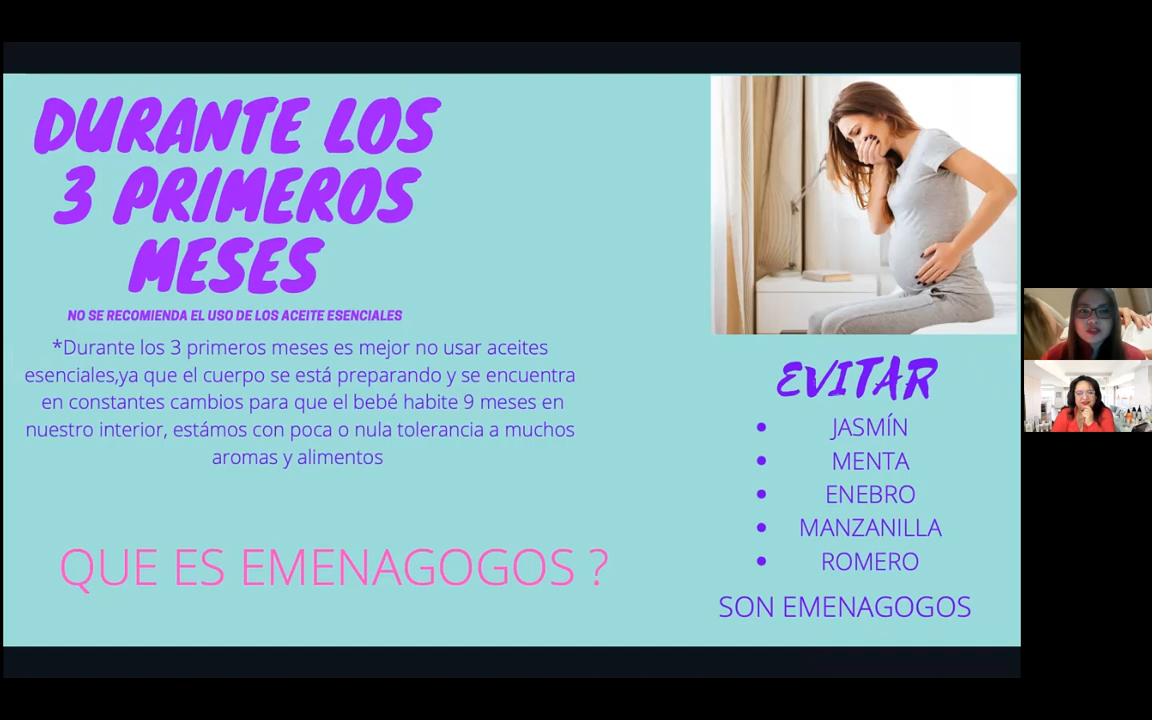 DURANTE LOS
3 PRIMEROS
MESES
NO SE RECOMIENDA EL USO DE LOS ACEITE ESENCIALES
*Durante los 3 primeros meses es mejor no usar aceites
esenciales,ya que el cuerpo se está preparando y se encuentra
en constantes cambios para que el bebé habite 9 meses en
nuestro interior, estámos con poca o nula tolerancia a muchos
aromas y alimentos
QUE ES EMENAGOGOS ?
EVITAR
• JASMÍN
• MENTA
• ENEBRO
• MANZANILLA
• ROMERO
SON EMENAGOGOS